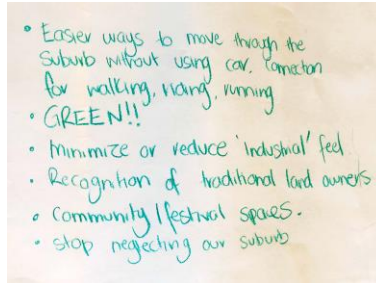 • Easier ways to move through the
suburb without using car. Connection
for walking, riding, running
• GREEN!!
• Minimize or reduce 'industrial' feel
• Recognition of traditional land owners
• Community / festival spaces.
• stop neglecting our suburb